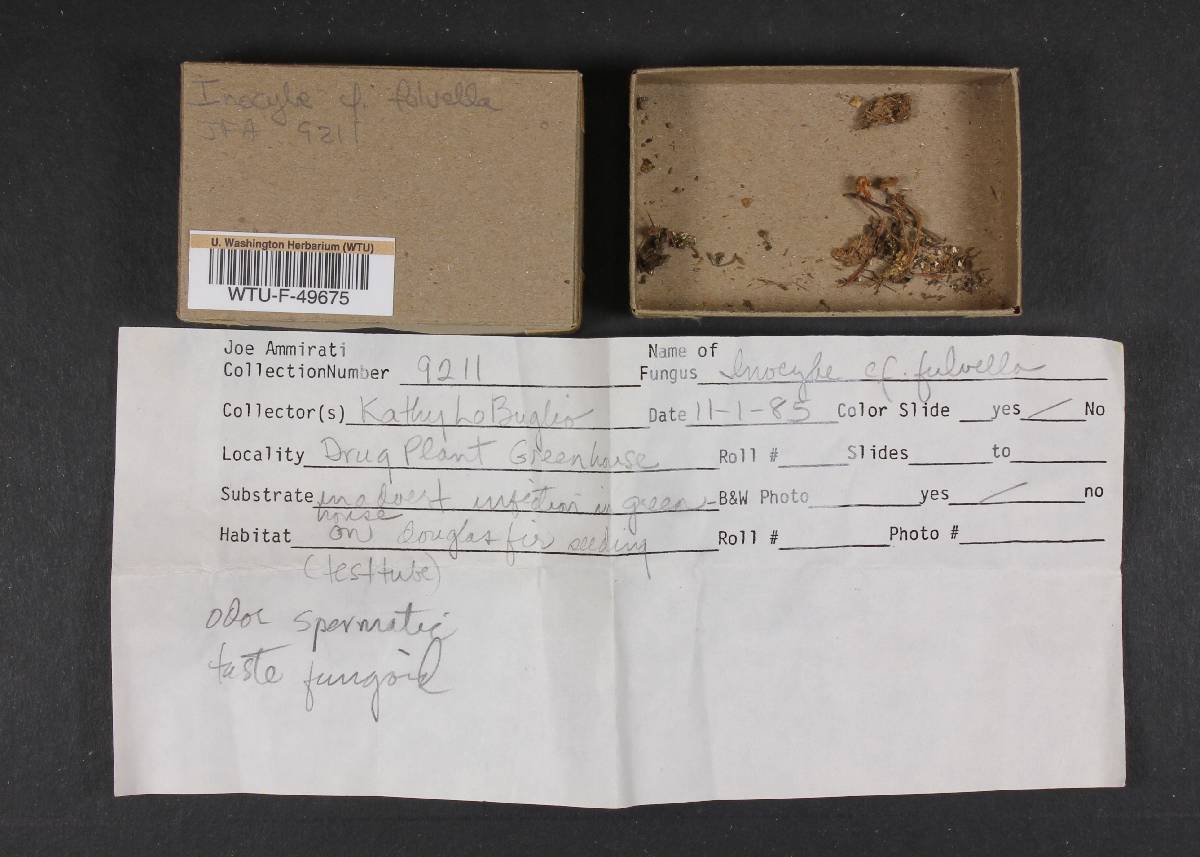 Inocybe cf. fulvella
JFA 9211
U. Washington Herbarium (WTU)
WTU-F-49675
Joe Ammirati
CollectionNumber 9211
Name of
Fungus Inocybe cf. fulvella
Collector(s) Kathy LoBuglio
Date 11-1-85 Color Slide yes / No
Locality Drug Plant Greenhouse
Roll # Slides to
Substrate inadvert infection in green-
house
B&W Photo yes / no
Habitat on douglas fir seedling
Roll # Photo #
(test tube)
odor spermatic
taste fungoid